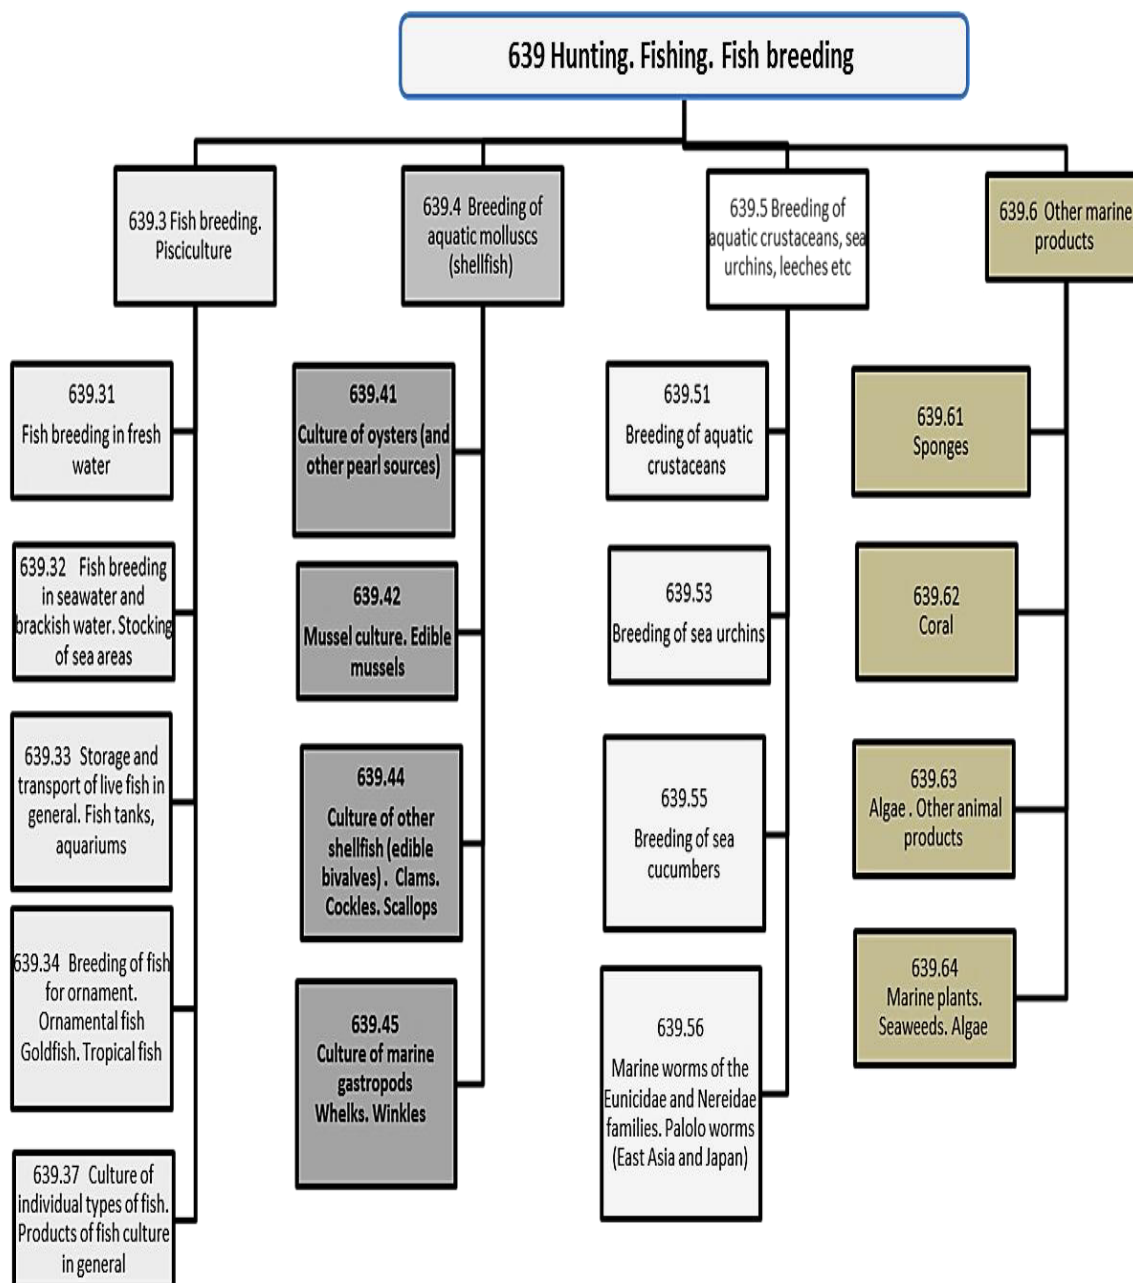 639 Hunting. Fishing. Fish breeding
639.3 Fish breeding.
Pisciculture
639.4 Breeding of
aquatic molluscs
(shellfish)
639.5 Breeding of
aquatic crustaceans, sea
urchins, leeches etc
639.6 Other marine
products
639.31
Fish breeding in fresh
water
639.32 Fish breeding
in seawater and
brackish water. Stocking
of sea areas
639.33 Storage and
transport of live fish in
general. Fish tanks,
aquariums
639.34 Breeding of fish
for ornament.
Ornamental fish
Goldfish. Tropical fish
639.37 Culture of
individual types of fish.
Products of fish culture
in general
639.41
Culture of oysters (and
other pearl sources)
639.42
Mussel culture. Edible
mussels
639.44
Culture of other
shellfish (edible
bivalves) . Clams.
Cockles. Scallops
639.45
Culture of marine
gastropods
Whelks. Winkles
639.51
Breeding of aquatic
crustaceans
639.53
Breeding of sea urchins
639.55
Breeding of sea
cucumbers
639.56
Marine worms of the
Eunicidae and Nereidae
families. Palolo worms
(East Asia and Japan)
639.61
Sponges
639.62
Coral
639.63
Algae . Other animal
products
639.64
Marine plants.
Seaweeds. Algae